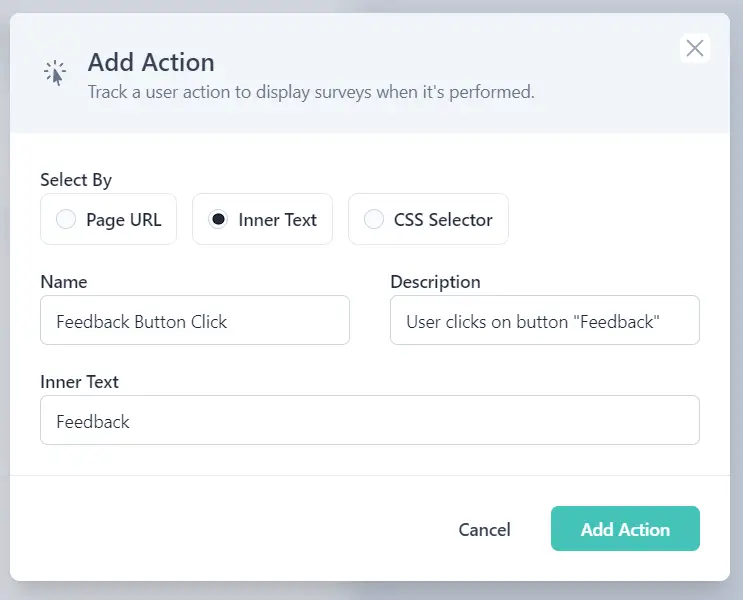 Add Action
Track a user action to display surveys when it's performed.
Select By
Page URL
Inner Text
CSS Selector
Name
Description
Feedback Button Click
User clicks on button "Feedback"
Inner Text
Feedback
Cancel
Add Action